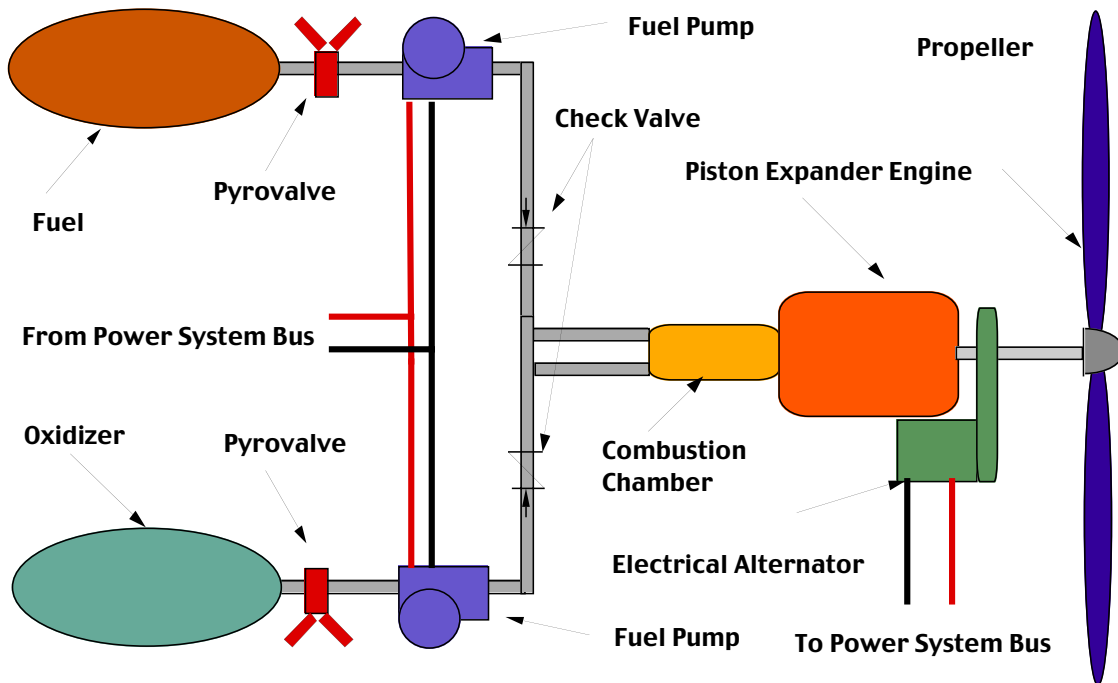 Fuel Pump
Propeller
Check Valve
Piston Expander Engine
Pyrovalve
Fuel
From Power System Bus
Oxidizer
Pyrovalve
Combustion
Chamber
Electrical Alternator
Fuel Pump
To Power System Bus